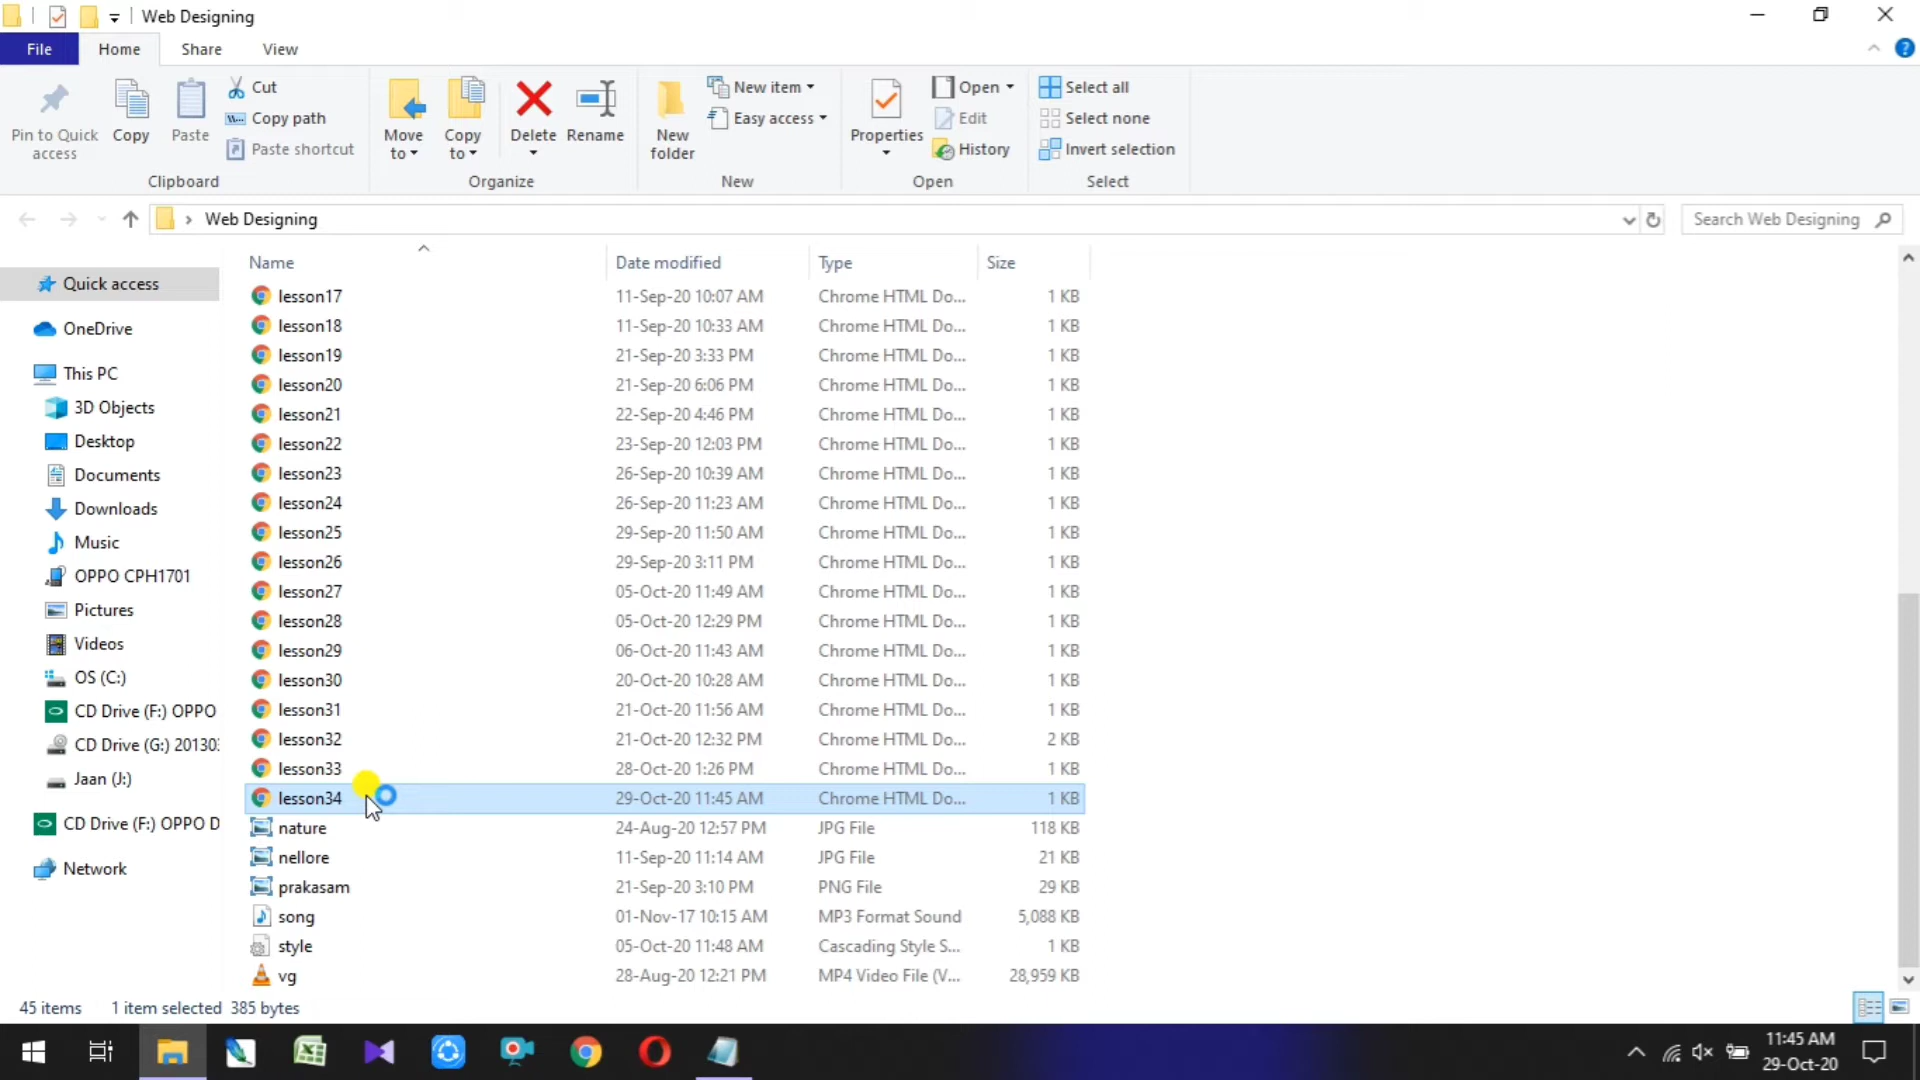 Web Designing
File Home Share View
Pin to Quick access
Copy
Paste
Cut
Copy path
Paste shortcut
Clipboard
Move to
Copy to
Delete
Rename
Organize
New folder
New item
Easy access
New
Properties
Open
Edit
History
Open
Select all
Select none
Invert selection
Select
Web Designing
Search Web Designing
Quick access
OneDrive
This PC
3D Objects
Desktop
Documents
Downloads
Music
OPPO CPH1701
Pictures
Videos
OS (C:)
CD Drive (F:) OPPO
CD Drive (G:) 20130
Jaan (J:)
CD Drive (F:) OPPO D
Network
Name Date modified Type Size
lesson17 11-Sep-20 10:07 AM Chrome HTML Do... 1 KB
lesson18 11-Sep-20 10:33 AM Chrome HTML Do... 1 KB
lesson19 21-Sep-20 3:33 PM Chrome HTML Do... 1 KB
lesson20 21-Sep-20 6:06 PM Chrome HTML Do... 1 KB
lesson21 22-Sep-20 4:46 PM Chrome HTML Do... 1 KB
lesson22 23-Sep-20 12:03 PM Chrome HTML Do... 1 KB
lesson23 26-Sep-20 10:39 AM Chrome HTML Do... 1 KB
lesson24 26-Sep-20 11:23 AM Chrome HTML Do... 1 KB
lesson25 29-Sep-20 11:50 AM Chrome HTML Do... 1 KB
lesson26 29-Sep-20 3:11 PM Chrome HTML Do... 1 KB
lesson27 05-Oct-20 11:49 AM Chrome HTML Do... 1 KB
lesson28 05-Oct-20 12:29 PM Chrome HTML Do... 1 KB
lesson29 06-Oct-20 11:43 AM Chrome HTML Do... 1 KB
lesson30 20-Oct-20 10:28 AM Chrome HTML Do... 1 KB
lesson31 21-Oct-20 11:56 AM Chrome HTML Do... 1 KB
lesson32 21-Oct-20 12:32 PM Chrome HTML Do... 2 KB
lesson33 28-Oct-20 1:26 PM Chrome HTML Do... 1 KB
lesson34 29-Oct-20 11:45 AM Chrome HTML Do... 1 KB
nature 24-Aug-20 12:57 PM JPG File 118 KB
nellore 11-Sep-20 11:14 AM JPG File 21 KB
prakasam 21-Sep-20 3:10 PM PNG File 29 KB
song 01-Nov-17 10:15 AM MP3 Format Sound 5,088 KB
style 05-Oct-20 11:48 AM Cascading Style S... 1 KB
vg 28-Aug-20 12:21 PM MP4 Video File (V... 28,959 KB
45 items 1 item selected 385 bytes
11:45 AM
29-Oct-20